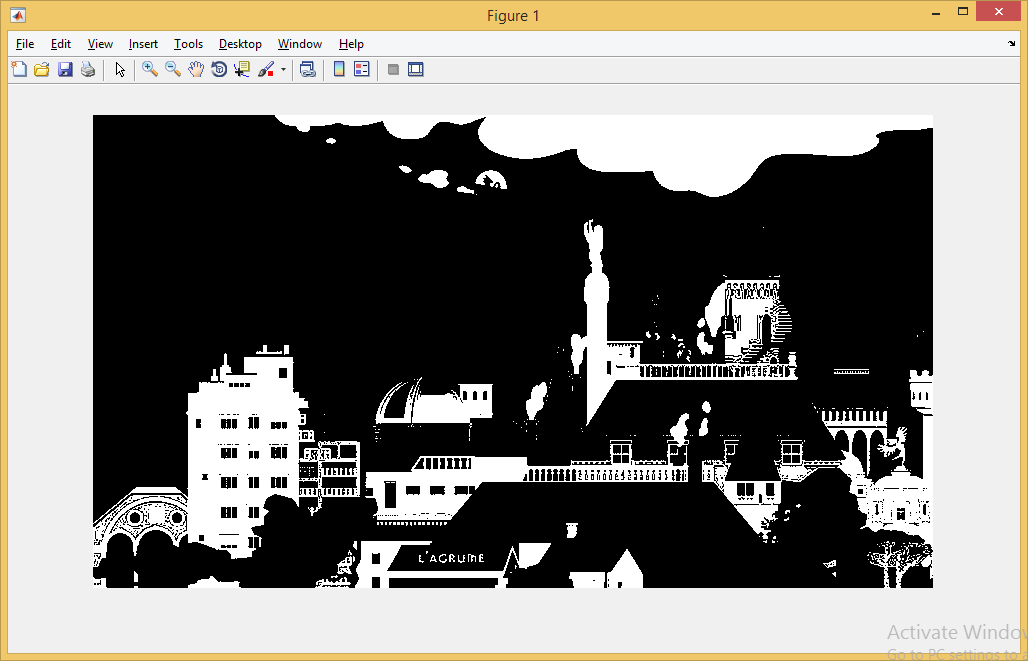 Figure 1
File Edit View Insert Tools Desktop Window Help
L'AGRUME
Activate Windo
Go to PC settings to a